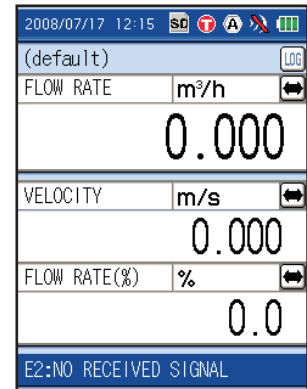 2008/07/17 12:15 SD T A
(default) LOG
FLOW RATE m³/h
0.000
VELOCITY m/s
0.000
FLOW RATE(%) %
0.0
E2:NO RECEIVED SIGNAL